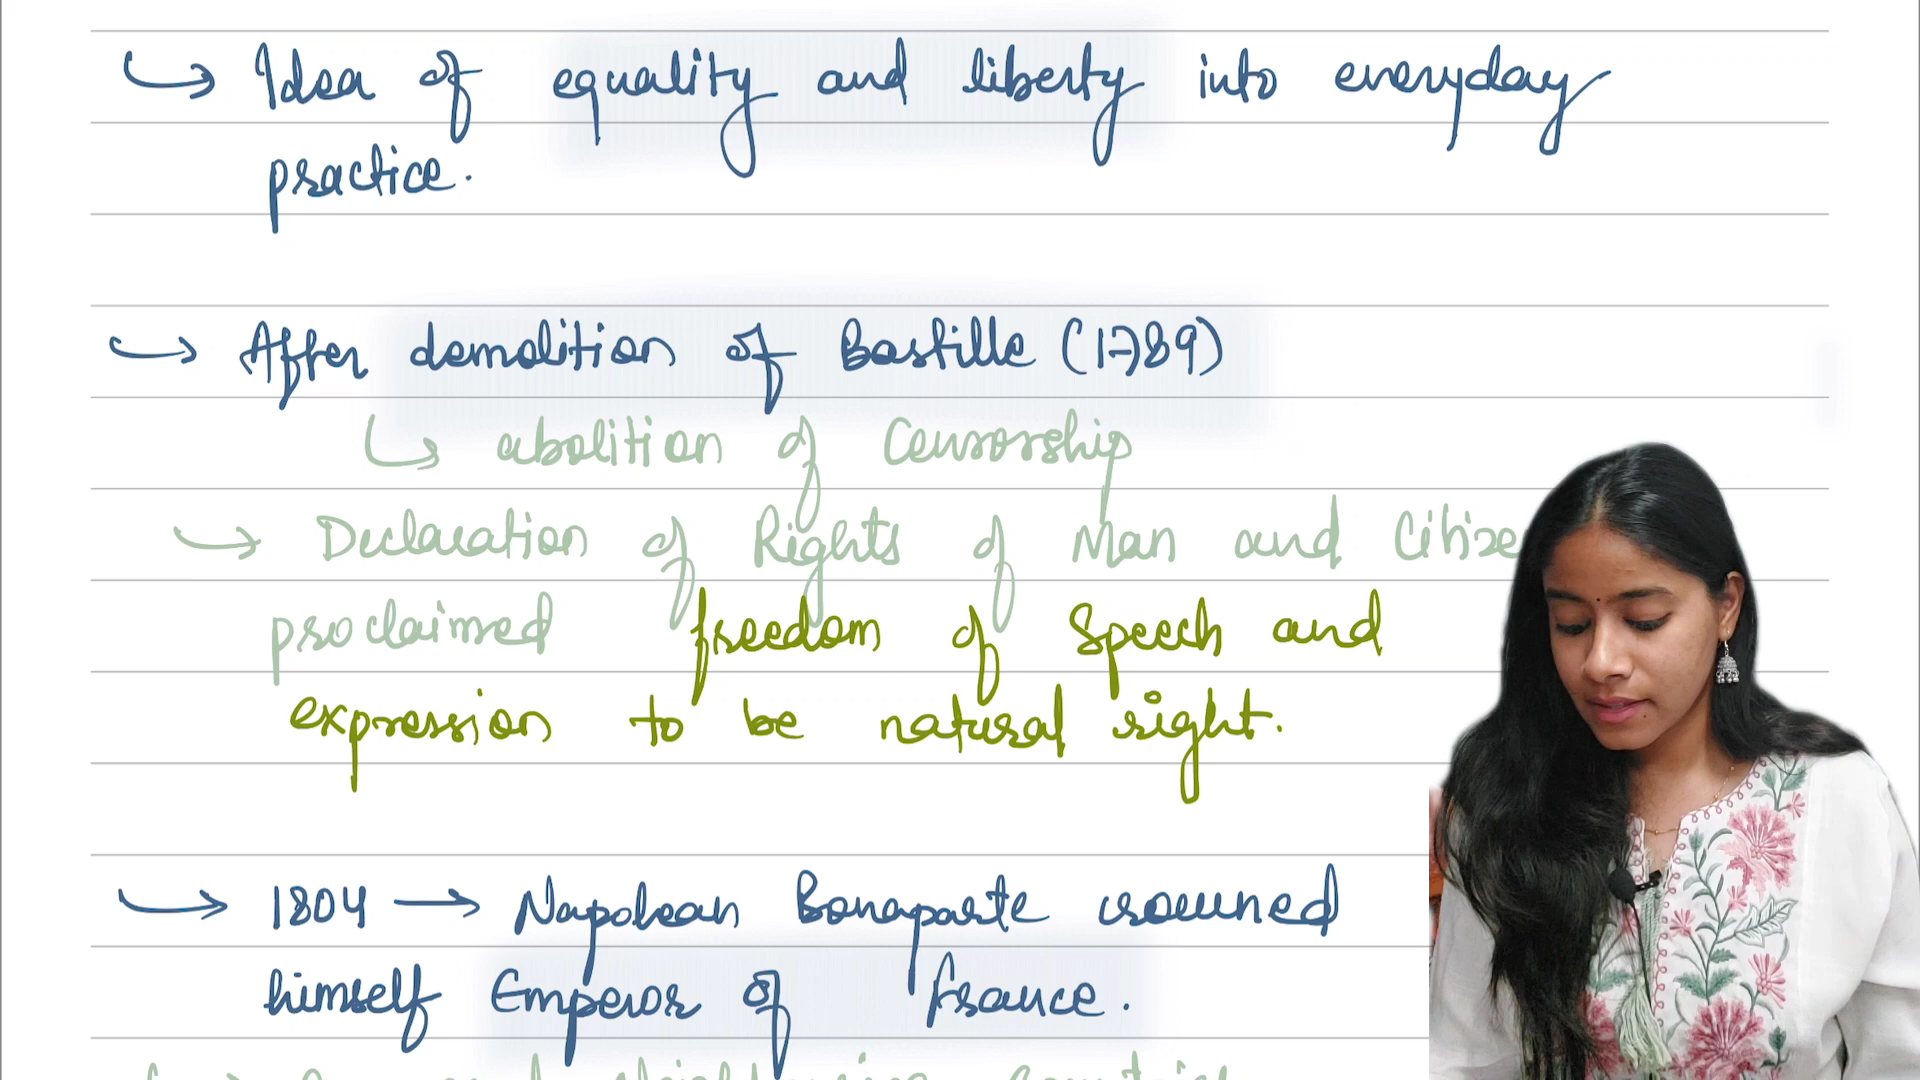 ↳ Idea of equality and liberty into everyday
practice.
↳ After demolition of Bastille (1789)
↳ abolition of Censorship
↳ Declaration of Rights of Man and Citize
proclaimed freedom of Speech and
expression to be natural right.
↳ 1804 → Napolean Bonaparte crowned
himself Emperor of france.